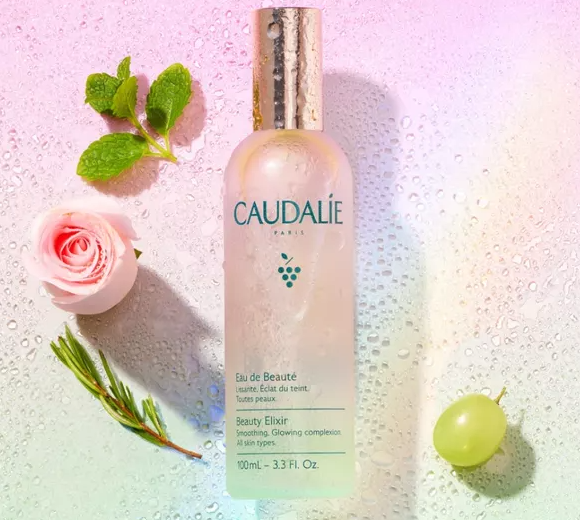 CAUDALÍE
PARIS
Eau de Beauté
Lissante. Éclat du teint.
Toutes peaux.
Beauty Elixir
Smoothing. Glowing complexion
All skin types.
100mL – 3.3 Fl. Oz.